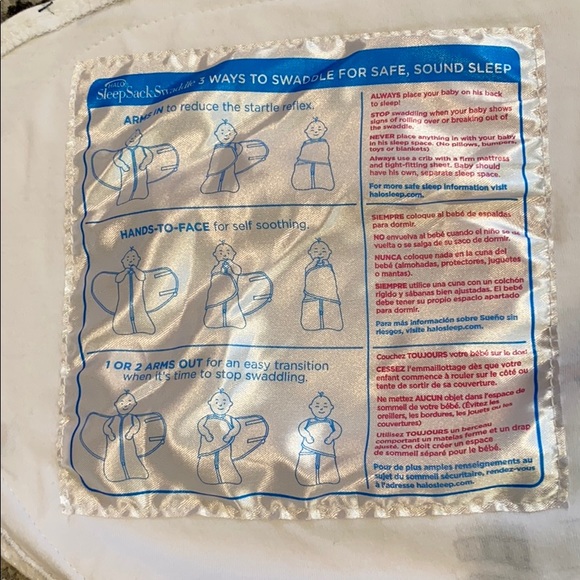 HALO
SleepSack Swaddle 3 WAYS TO SWADDLE FOR SAFE, SOUND SLEEP
ARMS IN to reduce the startle reflex.
HANDS-TO-FACE for self soothing.
1 OR 2 ARMS OUT for an easy transition
when it's time to stop swaddling.
ALWAYS place your baby on his back
to sleep!
STOP swaddling when your baby shows
signs of rolling over or breaking out of
the swaddle.
NEVER place anything in with your baby
in his sleep space. (No pillows, bumpers,
toys or blankets)
Always use a crib with a firm mattress
and tight-fitting sheet. Baby should
have his own, separate sleep space.
For more safe sleep information visit
halosleep.com.
SIEMPRE coloque al bebé de espaldas
para dormir.
NO envuelva al bebé cuando el niño se dé
vuelta o se salga de su saco de dormir.
NUNCA coloque nada en la cuna del
bebé (almohadas, protectores, juguetes
o mantas)
SIEMPRE utilice una cuna con un colchón
rígido y sábanas bien ajustadas. El bebé
debe tener su propio espacio apartado
para dormir.
Para más información sobre Sueño sin
riesgos, visite halosleep.com.
Couchez TOUJOURS votre bébé sur le dos!
CESSEZ l'emmaillottage dès que votre
enfant commence à rouler sur le côté ou
tente de sortir de sa couverture.
Ne mettez AUCUN objet dans l'espace de
sommeil de votre bébé. (Évitez les
oreillers, les bordures, les jouets ou les
couvertures)
Utilisez TOUJOURS un berceau
comportant un matelas ferme et un drap
ajusté. On doit créer un espace
de sommeil séparé pour le bébé.
Pour de plus amples renseignements au
sujet du sommeil sécuritaire, rendez-vous
à l'adresse halosleep.com.